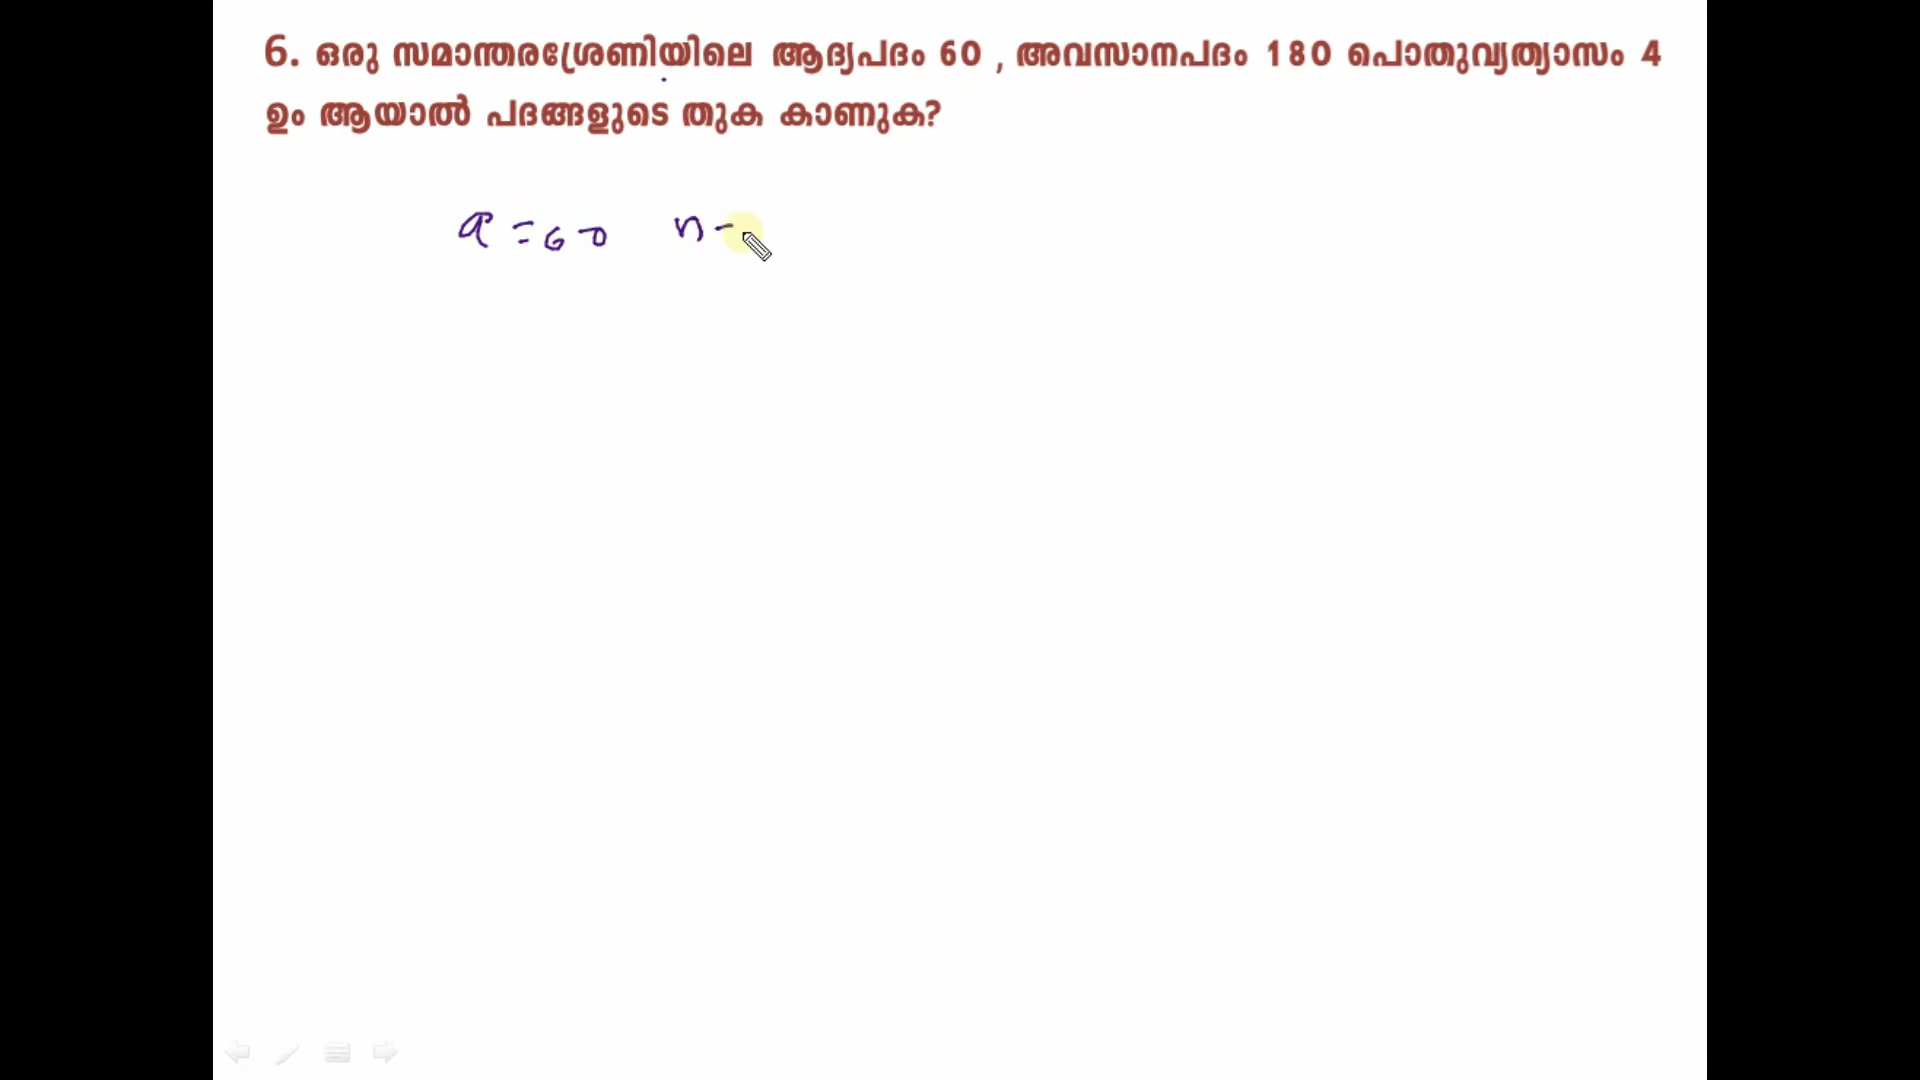 6. ഒരു സമാന്തരശ്രേണിയിലെ ആദ്യപദം 60 , അവസാനപദം 180 പൊതുവ്യത്യാസം 4
ഉം ആയാൽ പദങ്ങളുടെ തുക കാണുക?
a = 60 n -